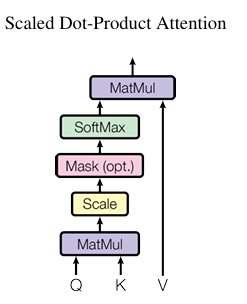 Scaled Dot-Product Attention
MatMul
SoftMax
Mask (opt.)
Scale
MatMul
Q K V